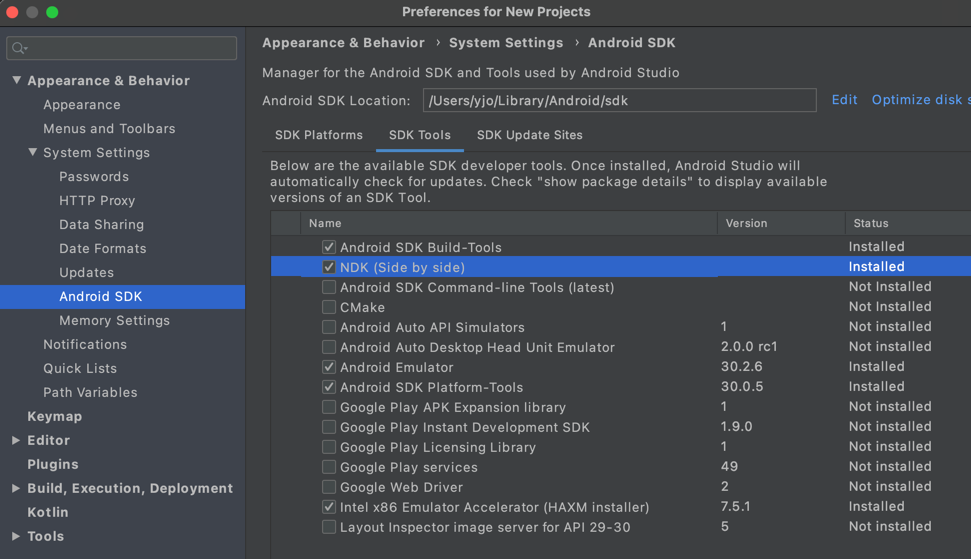 Preferences for New Projects
Appearance & Behavior
Appearance
Menus and Toolbars
System Settings
Passwords
HTTP Proxy
Data Sharing
Date Formats
Updates
Android SDK
Memory Settings
Notifications
Quick Lists
Path Variables
Keymap
Editor
Plugins
Build, Execution, Deployment
Kotlin
Tools
Appearance & Behavior › System Settings › Android SDK
Manager for the Android SDK and Tools used by Android Studio
Android SDK Location: /Users/yjo/Library/Android/sdk Edit Optimize disk s
SDK Platforms SDK Tools SDK Update Sites
Below are the available SDK developer tools. Once installed, Android Studio will
automatically check for updates. Check "show package details" to display available
versions of an SDK Tool.
Name Version Status
Android SDK Build-Tools Installed
NDK (Side by side) Installed
Android SDK Command-line Tools (latest) Not Installed
CMake Not Installed
Android Auto API Simulators 1 Not installed
Android Auto Desktop Head Unit Emulator 2.0.0 rc1 Not installed
Android Emulator 30.2.6 Installed
Android SDK Platform-Tools 30.0.5 Installed
Google Play APK Expansion library 1 Not installed
Google Play Instant Development SDK 1.9.0 Not installed
Google Play Licensing Library 1 Not installed
Google Play services 49 Not installed
Google Web Driver 2 Not installed
Intel x86 Emulator Accelerator (HAXM installer) 7.5.1 Installed
Layout Inspector image server for API 29-30 5 Not installed